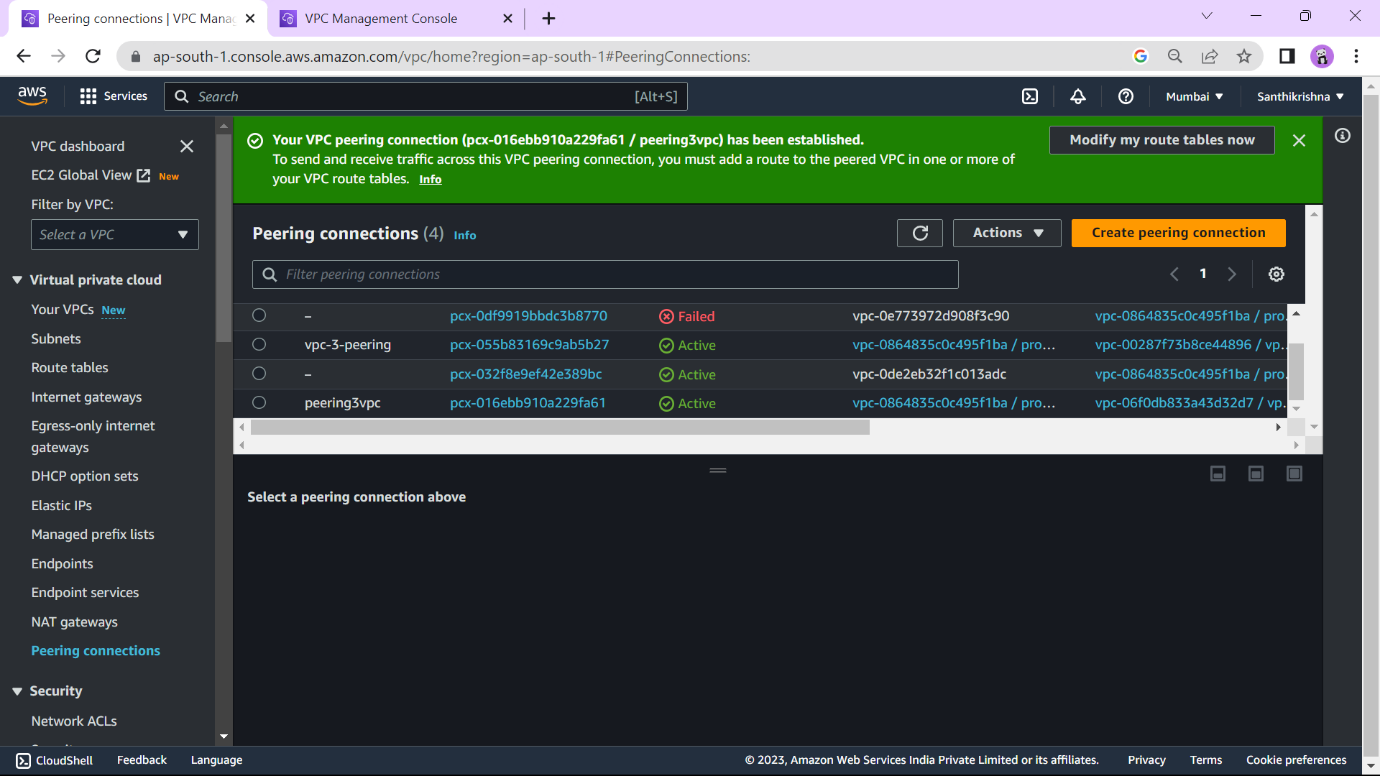 Peering connections | VPC Mana
VPC Management Console
ap-south-1.console.aws.amazon.com/vpc/home?region=ap-south-1#PeeringConnections:
aws
Services
Search
[Alt+S]
Mumbai
Santhikrishna
VPC dashboard
EC2 Global View New
Filter by VPC:
Select a VPC
Virtual private cloud
Your VPCs New
Subnets
Route tables
Internet gateways
Egress-only internet
gateways
DHCP option sets
Elastic IPs
Managed prefix lists
Endpoints
Endpoint services
NAT gateways
Peering connections
Security
Network ACLs
Your VPC peering connection (pcx-016ebb910a229fa61 / peering3vpc) has been established.
To send and receive traffic across this VPC peering connection, you must add a route to the peered VPC in one or more of
your VPC route tables. Info
Modify my route tables now
Peering connections (4) Info
Actions
Create peering connection
Filter peering connections
1
– pcx-0df9919bbdc3b8770 Failed vpc-0e773972d908f3c90 vpc-0864835c0c495f1ba / pro.
vpc-3-peering pcx-055b83169c9ab5b27 Active vpc-0864835c0c495f1ba / pro... vpc-00287f73b8ce44896 / vp..
– pcx-032f8e9ef42e389bc Active vpc-0de2eb32f1c013adc vpc-0864835c0c495f1ba / pro.
peering3vpc pcx-016ebb910a229fa61 Active vpc-0864835c0c495f1ba / pro... vpc-06f0db833a43d32d7 / vp..
Select a peering connection above
CloudShell
Feedback
Language
© 2023, Amazon Web Services India Private Limited or its affiliates.
Privacy
Terms
Cookie preferences